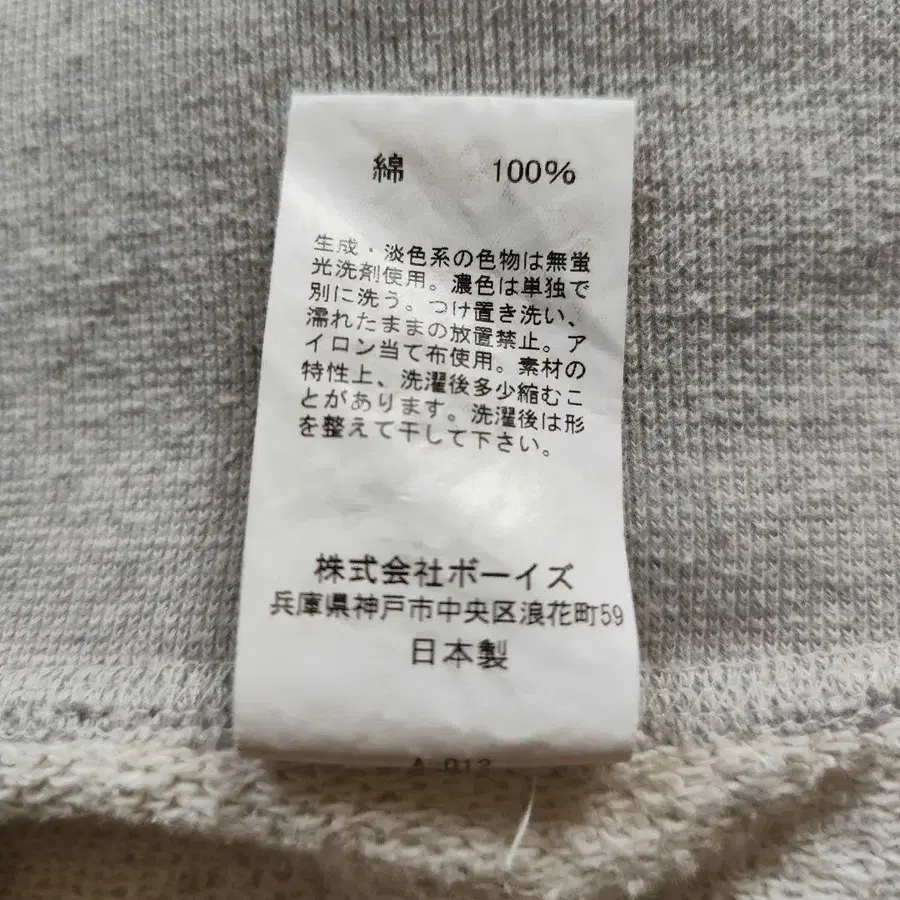 綿 100%
生成・淡色系の色物は無蛍
光洗剤使用。濃色は単独で
別に洗う。つけ置き洗い、
濡れたままの放置禁止。ア
イロン当て布使用。素材の
特性上、洗濯後多少縮むこ
とがあります。洗濯後は形
を整えて干して下さい。
株式会社ボーイズ
兵庫県神戸市中央区浪花町59
日本製
A-012